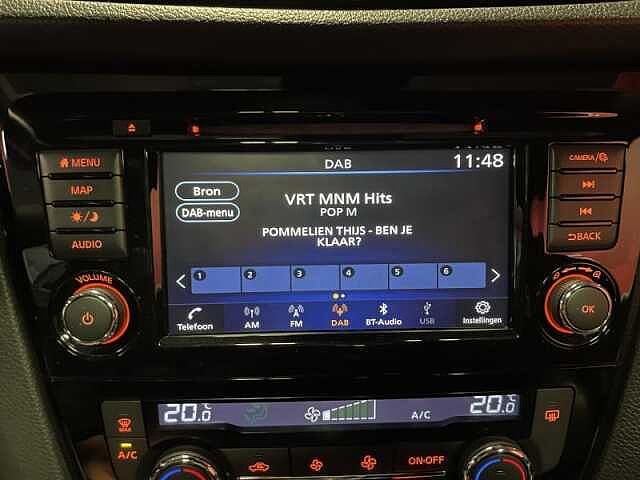 DAB
11:48
MENU
MAP
AUDIO
VOLUME
Bron
DAB-menu
VRT MNM Hits
POP M
POMMELIEN THIJS - BEN JE
KLAAR?
1 2 3 4 5 6
Telefoon AM FM DAB BT-Audio USB Instellingen
CAMERA/
BACK
OK
MAX
A/C
20.0
A/C
20.0
ON-OFF